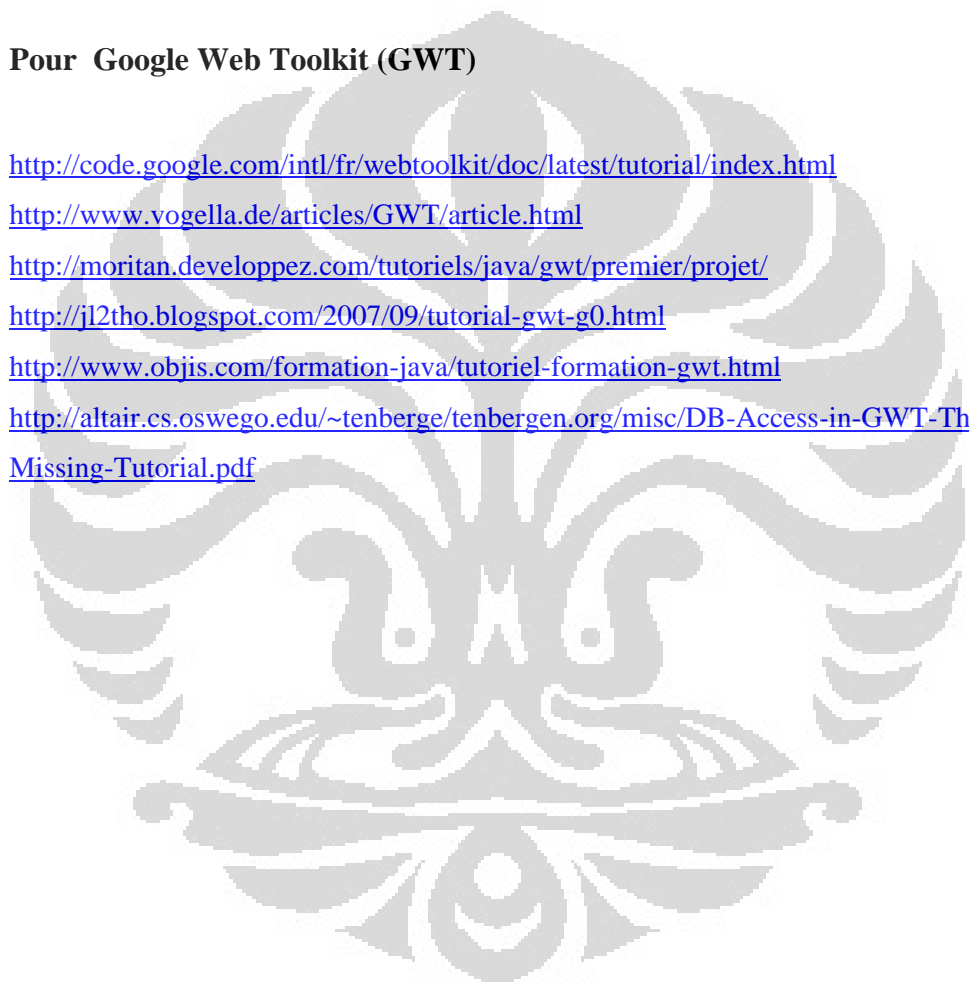 Pour Google Web Toolkit (GWT)
http://code.google.com/intl/fr/webtoolkit/doc/latest/tutorial/index.html
http://www.vogella.de/articles/GWT/article.html
http://moritan.developpez.com/tutoriels/java/gwt/premier/projet/
http://jl2tho.blogspot.com/2007/09/tutorial-gwt-g0.html
http://www.objis.com/formation-java/tutoriel-formation-gwt.html
http://altair.cs.oswego.edu/~tenberge/tenbergen.org/misc/DB-Access-in-GWT-Th
Missing-Tutorial.pdf